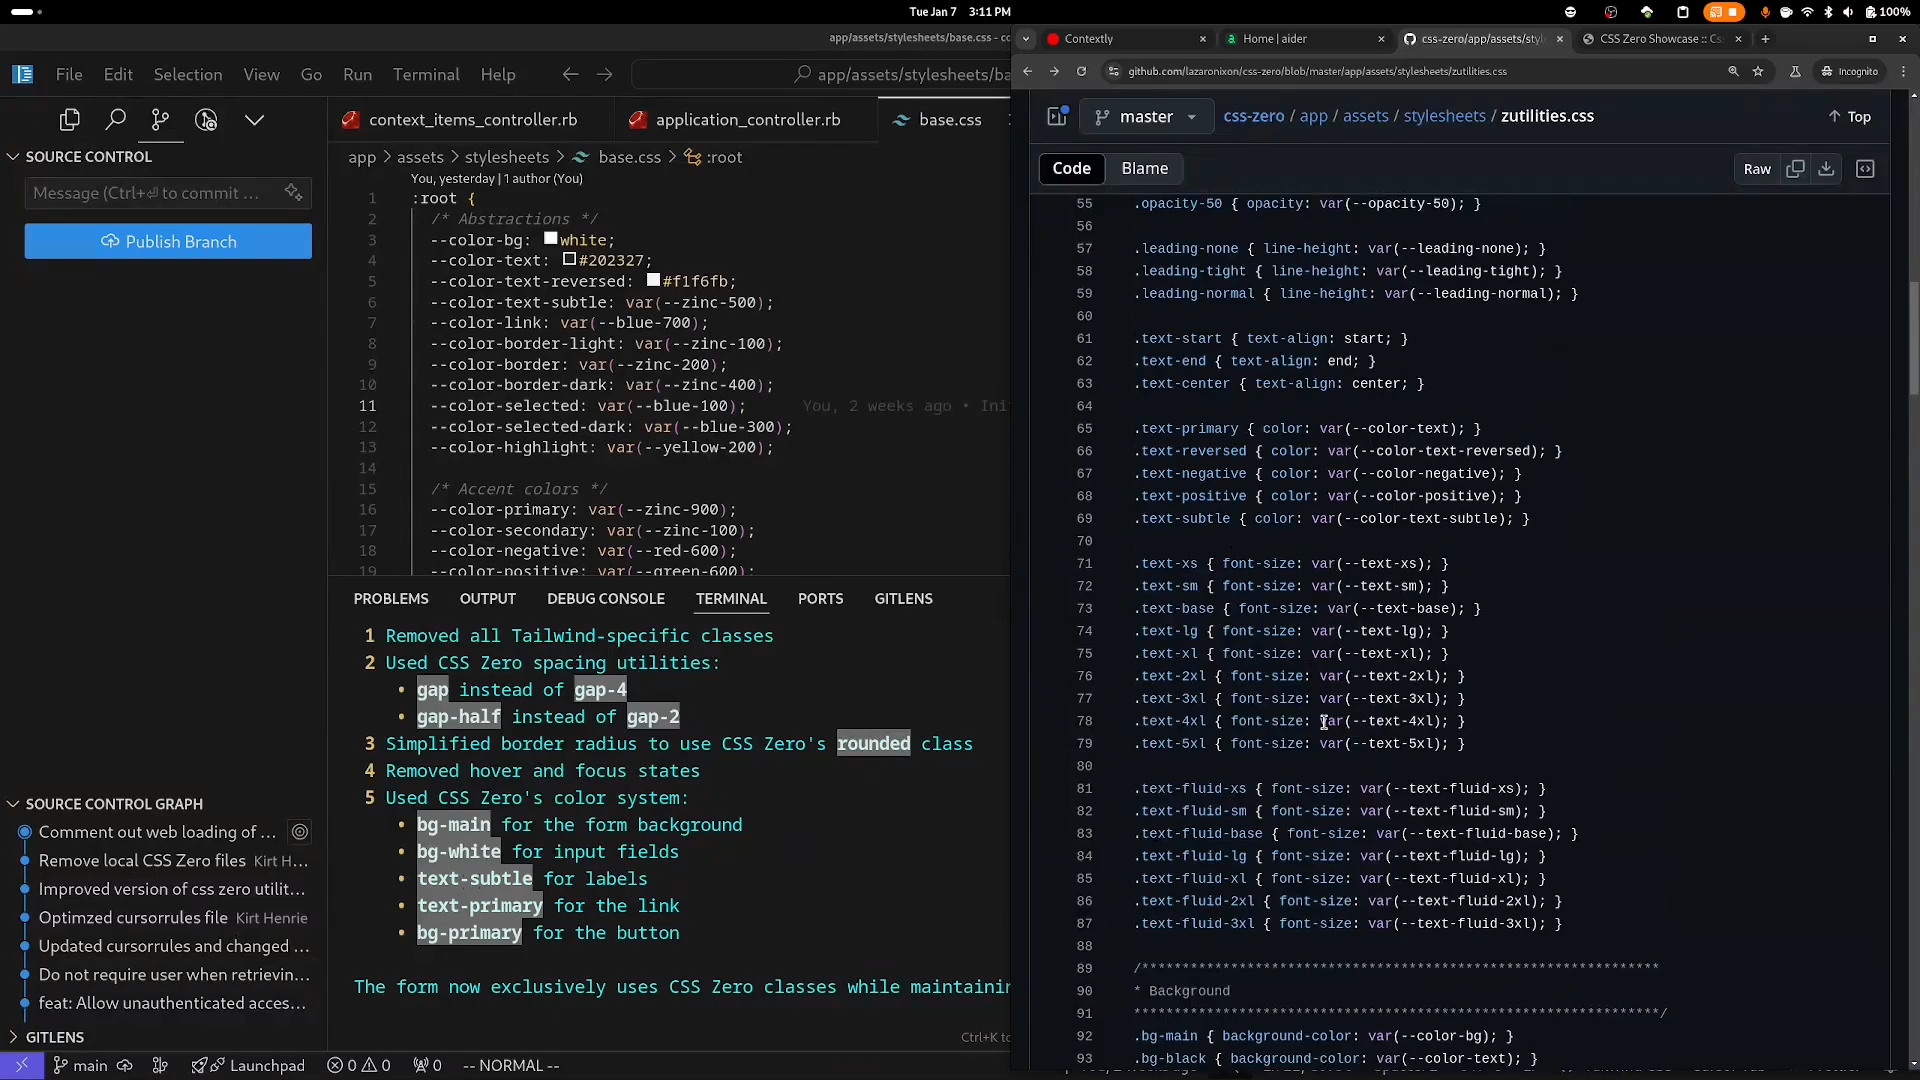 Tue Jan 7 3:11 PM
100%
app/assets/stylesheets/base.css - co
File Edit Selection View Go Run Terminal Help
app/assets/stylesheets/ba
SOURCE CONTROL
Message (Ctrl+⏎ to commit ...
Publish Branch
context_items_controller.rb
application_controller.rb
base.css
app > assets > stylesheets > base.css > :root
You, yesterday | 1 author (You)
1 :root {
2 /* Abstractions */
3 --color-bg: white;
4 --color-text: #202327;
5 --color-text-reversed: #f1f6fb;
6 --color-text-subtle: var(--zinc-500);
7 --color-link: var(--blue-700);
8 --color-border-light: var(--zinc-100);
9 --color-border: var(--zinc-200);
10 --color-border-dark: var(--zinc-400);
11 --color-selected: var(--blue-100); You, 2 weeks ago • Ini
12 --color-selected-dark: var(--blue-300);
13 --color-highlight: var(--yellow-200);
14
15 /* Accent colors */
16 --color-primary: var(--zinc-900);
17 --color-secondary: var(--zinc-100);
18 --color-negative: var(--red-600);
19 --color-positive: var(--green-600);
PROBLEMS OUTPUT DEBUG CONSOLE TERMINAL PORTS GITLENS
1 Removed all Tailwind-specific classes
2 Used CSS Zero spacing utilities:
• gap instead of gap-4
• gap-half instead of gap-2
3 Simplified border radius to use CSS Zero's rounded class
4 Removed hover and focus states
5 Used CSS Zero's color system:
• bg-main for the form background
• bg-white for input fields
• text-subtle for labels
• text-primary for the link
• bg-primary for the button
The form now exclusively uses CSS Zero classes while maintainin
Ctrl+K to
SOURCE CONTROL GRAPH
Comment out web loading of ...
Remove local CSS Zero files Kirt H...
Improved version of css zero utilit...
Optimzed cursorrules file Kirt Henrie
Updated cursorrules and changed ...
Do not require user when retrievin...
feat: Allow unauthenticated acces...
GITLENS
main Launchpad 0 0 0 -- NORMAL --
Contextly
Home | aider
css-zero/app/assets/styl
CSS Zero Showcase :: Cs
github.com/lazaronixon/css-zero/blob/master/app/assets/stylesheets/zutilities.css
Incognito
master css-zero / app / assets / stylesheets / zutilities.css Top
Code Blame Raw
55 .opacity-50 { opacity: var(--opacity-50); }
56
57 .leading-none { line-height: var(--leading-none); }
58 .leading-tight { line-height: var(--leading-tight); }
59 .leading-normal { line-height: var(--leading-normal); }
60
61 .text-start { text-align: start; }
62 .text-end { text-align: end; }
63 .text-center { text-align: center; }
64
65 .text-primary { color: var(--color-text); }
66 .text-reversed { color: var(--color-text-reversed); }
67 .text-negative { color: var(--color-negative); }
68 .text-positive { color: var(--color-positive); }
69 .text-subtle { color: var(--color-text-subtle); }
70
71 .text-xs { font-size: var(--text-xs); }
72 .text-sm { font-size: var(--text-sm); }
73 .text-base { font-size: var(--text-base); }
74 .text-lg { font-size: var(--text-lg); }
75 .text-xl { font-size: var(--text-xl); }
76 .text-2xl { font-size: var(--text-2xl); }
77 .text-3xl { font-size: var(--text-3xl); }
78 .text-4xl { font-size: var(--text-4xl); }
79 .text-5xl { font-size: var(--text-5xl); }
80
81 .text-fluid-xs { font-size: var(--text-fluid-xs); }
82 .text-fluid-sm { font-size: var(--text-fluid-sm); }
83 .text-fluid-base { font-size: var(--text-fluid-base); }
84 .text-fluid-lg { font-size: var(--text-fluid-lg); }
85 .text-fluid-xl { font-size: var(--text-fluid-xl); }
86 .text-fluid-2xl { font-size: var(--text-fluid-2xl); }
87 .text-fluid-3xl { font-size: var(--text-fluid-3xl); }
88
89 /****************************************************************
90 * Background
91 *****************************************************************/
92 .bg-main { background-color: var(--color-bg); }
93 .bg-black { background-color: var(--color-text); }